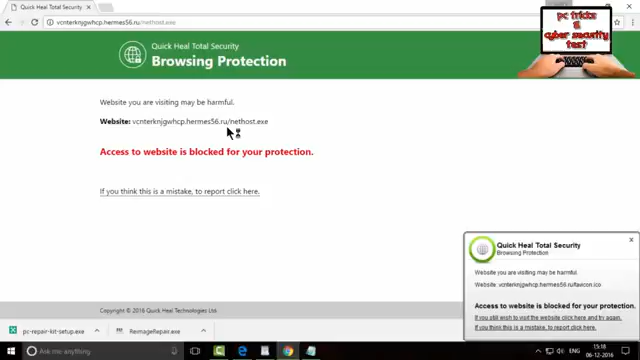 Quick Heal Total Security
vcnterknjgwhcp.hermes56.ru/nethost.exe
pc tricks
&
cyber security
test
Quick Heal Total Security
Browsing Protection
Website you are visiting may be harmful.
Website: vcnterknjgwhcp.hermes56.ru/nethost.exe
Access to website is blocked for your protection.
If you think this is a mistake, to report click here.
Quick Heal Total Security
Browsing Protection
Website you are visiting may be harmful.
Website: vcnterknjgwhcp.hermes56.ru/favicon.ico
Access to website is blocked for your protection.
If you still wish to visit the website click here and try again.
If you think this is a mistake, to report click here.
Copyright © 2016 Quick Heal Technologies Ltd.
pc-repair-kit-setup.exe
ReimageRepair.exe
Ask me anything
ENG
15:18
06-12-2016